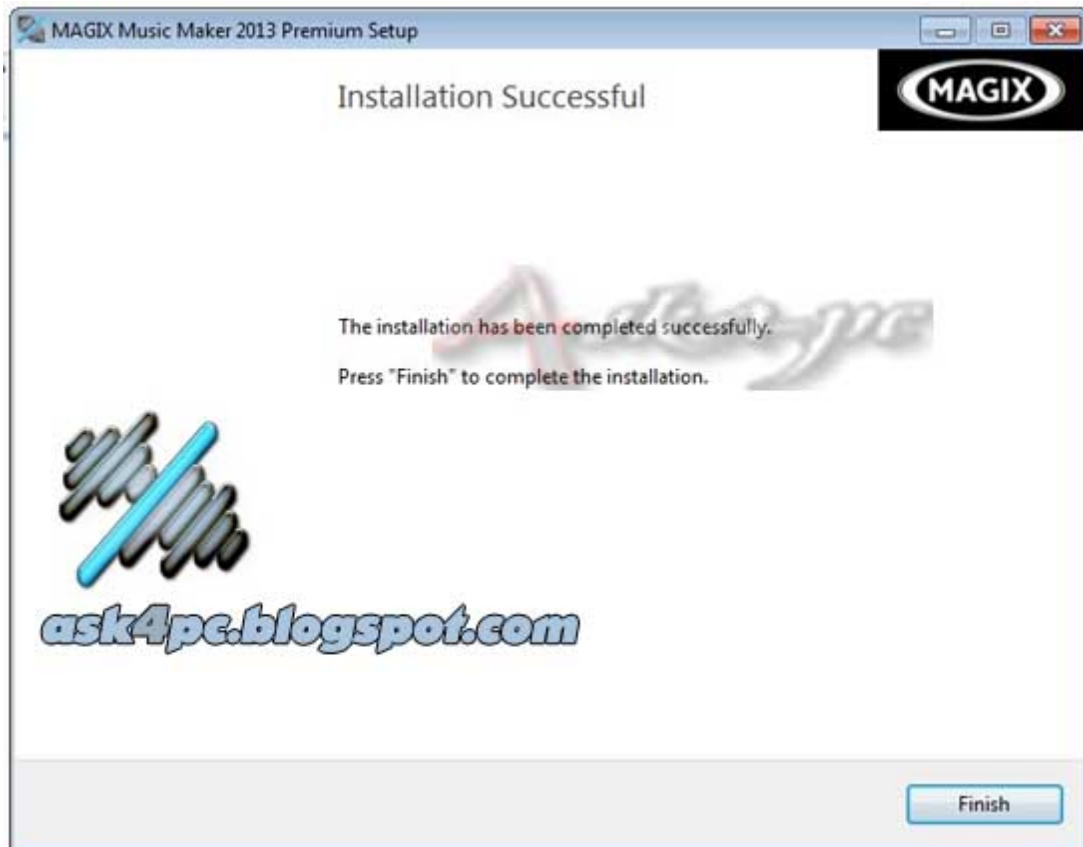 MAGIX Music Maker 2013 Premium Setup
Installation Successful
MAGIX
The installation has been completed successfully.
Press "Finish" to complete the installation.
ask4pc.blogspot.com
Finish